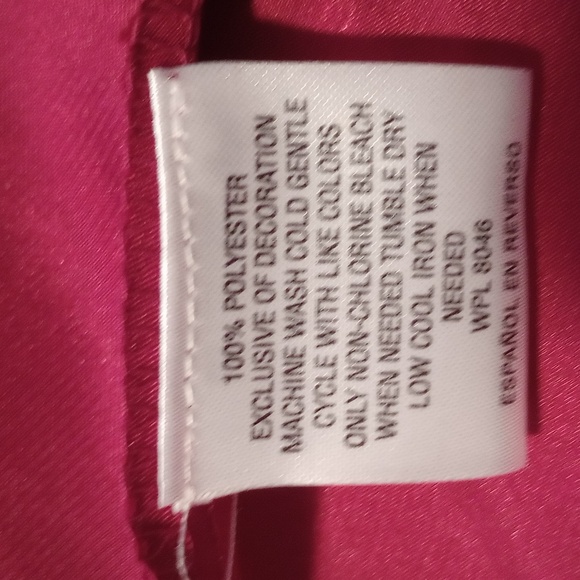 100% POLYESTER
EXCLUSIVE OF DECORATION
MACHINE WASH COLD GENTLE
CYCLE WITH LIKE COLORS
ONLY NON-CHLORINE BLEACH
WHEN NEEDED TUMBLE DRY
LOW COOL IRON WHEN
NEEDED
WPL 8046
ESPAÑOL EN REVERSO